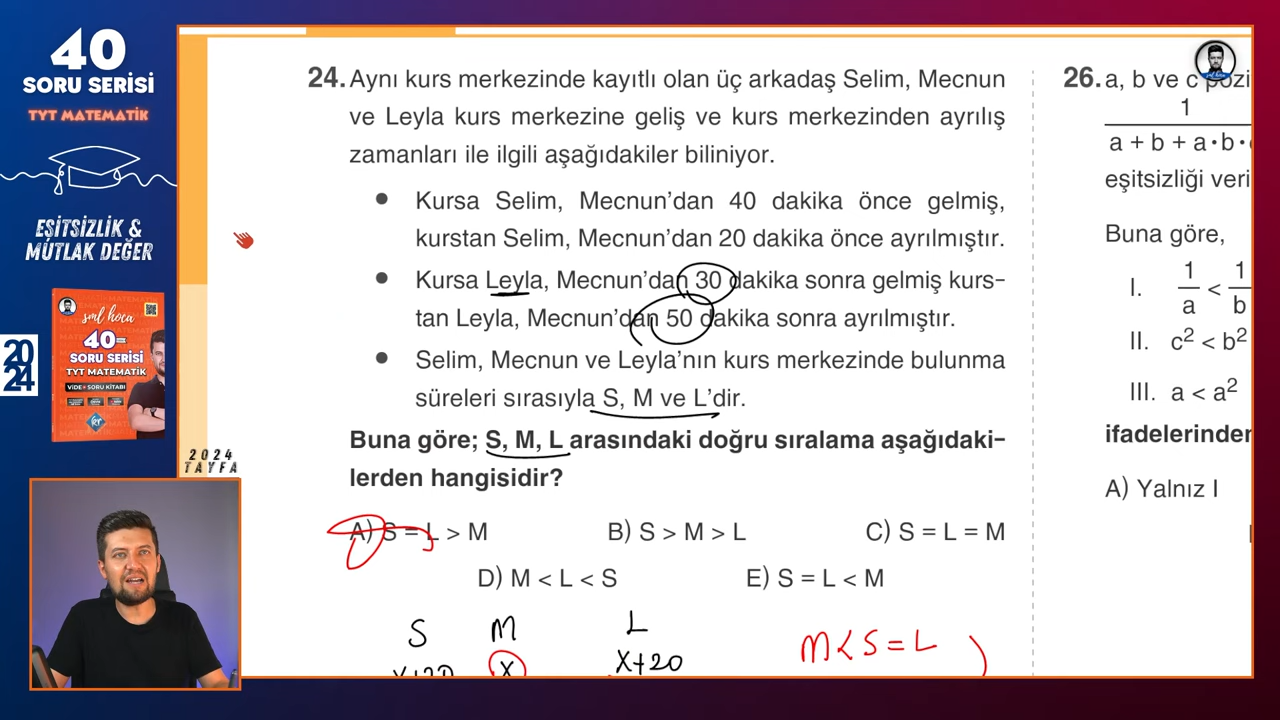 40
SORU SERİSİ
TYT MATEMATİK
EŞİTSİZLİK &
MUTLAK DEĞER
sml hoca
40
SORU SERİSİ
TYT MATEMATİK
VİDEO SORU KİTABI
2024
2024
TAYFA
24. Aynı kurs merkezinde kayıtlı olan üç arkadaş Selim, Mecnun
ve Leyla kurs merkezine geliş ve kurs merkezinden ayrılış
zamanları ile ilgili aşağıdakiler biliniyor.
• Kursa Selim, Mecnun’dan 40 dakika önce gelmiş,
kurstan Selim, Mecnun’dan 20 dakika önce ayrılmıştır.
• Kursa Leyla, Mecnun’dan 30 dakika sonra gelmiş kurs-
tan Leyla, Mecnun’dan 50 dakika sonra ayrılmıştır.
• Selim, Mecnun ve Leyla’nın kurs merkezinde bulunma
süreleri sırasıyla S, M ve L’dir.
Buna göre; S, M, L arasındaki doğru sıralama aşağıdaki-
lerden hangisidir?
A) S = L > M B) S > M > L C) S = L = M
D) M < L < S E) S = L < M
S M L
x+20 x x+20
M < S = L
26. a, b ve c pozi
1
a + b + a·b·
eşitsizliği veri
Buna göre,
I. 1/a < 1/b
II. c² < b²
III. a < a²
ifadelerinden
A) Yalnız I